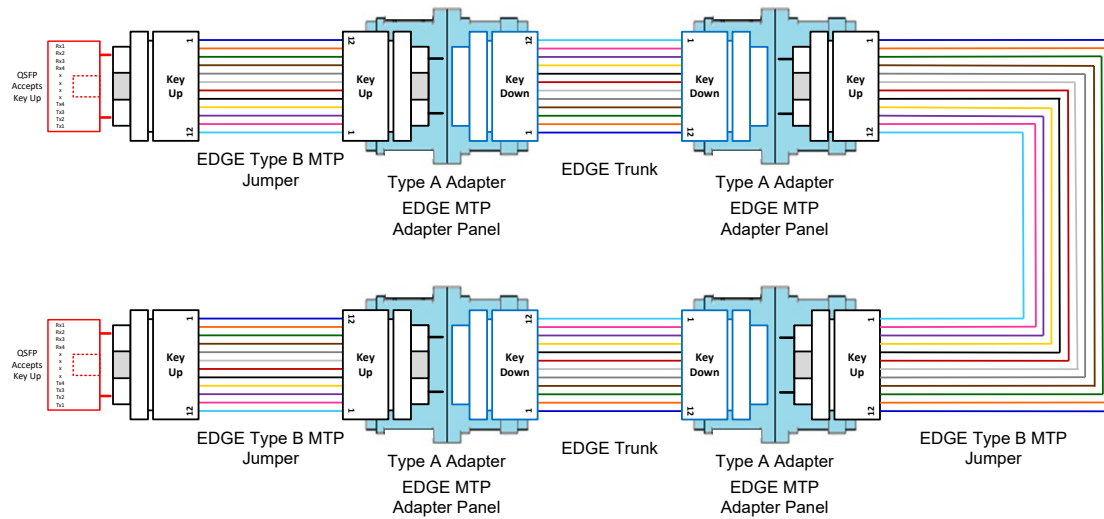 QSFP
Accepts
Key Up
Rx1
Rx2
Rx3
Rx4
x
x
x
x
Tx4
Tx3
Tx2
Tx1
1
Key
Up
12
EDGE Type B MTP
Jumper
12
Key
Up
1
Type A Adapter
EDGE MTP
Adapter Panel
12
Key
Down
1
EDGE Trunk
1
Key
Down
12
Type A Adapter
EDGE MTP
Adapter Panel
1
Key
Up
12
QSFP
Accepts
Key Up
Rx1
Rx2
Rx3
Rx4
x
x
x
x
Tx4
Tx3
Tx2
Tx1
1
Key
Up
12
EDGE Type B MTP
Jumper
12
Key
Up
1
Type A Adapter
EDGE MTP
Adapter Panel
12
Key
Down
1
EDGE Trunk
1
Key
Down
12
Type A Adapter
EDGE MTP
Adapter Panel
1
Key
Up
12
EDGE Type B MTP
Jumper